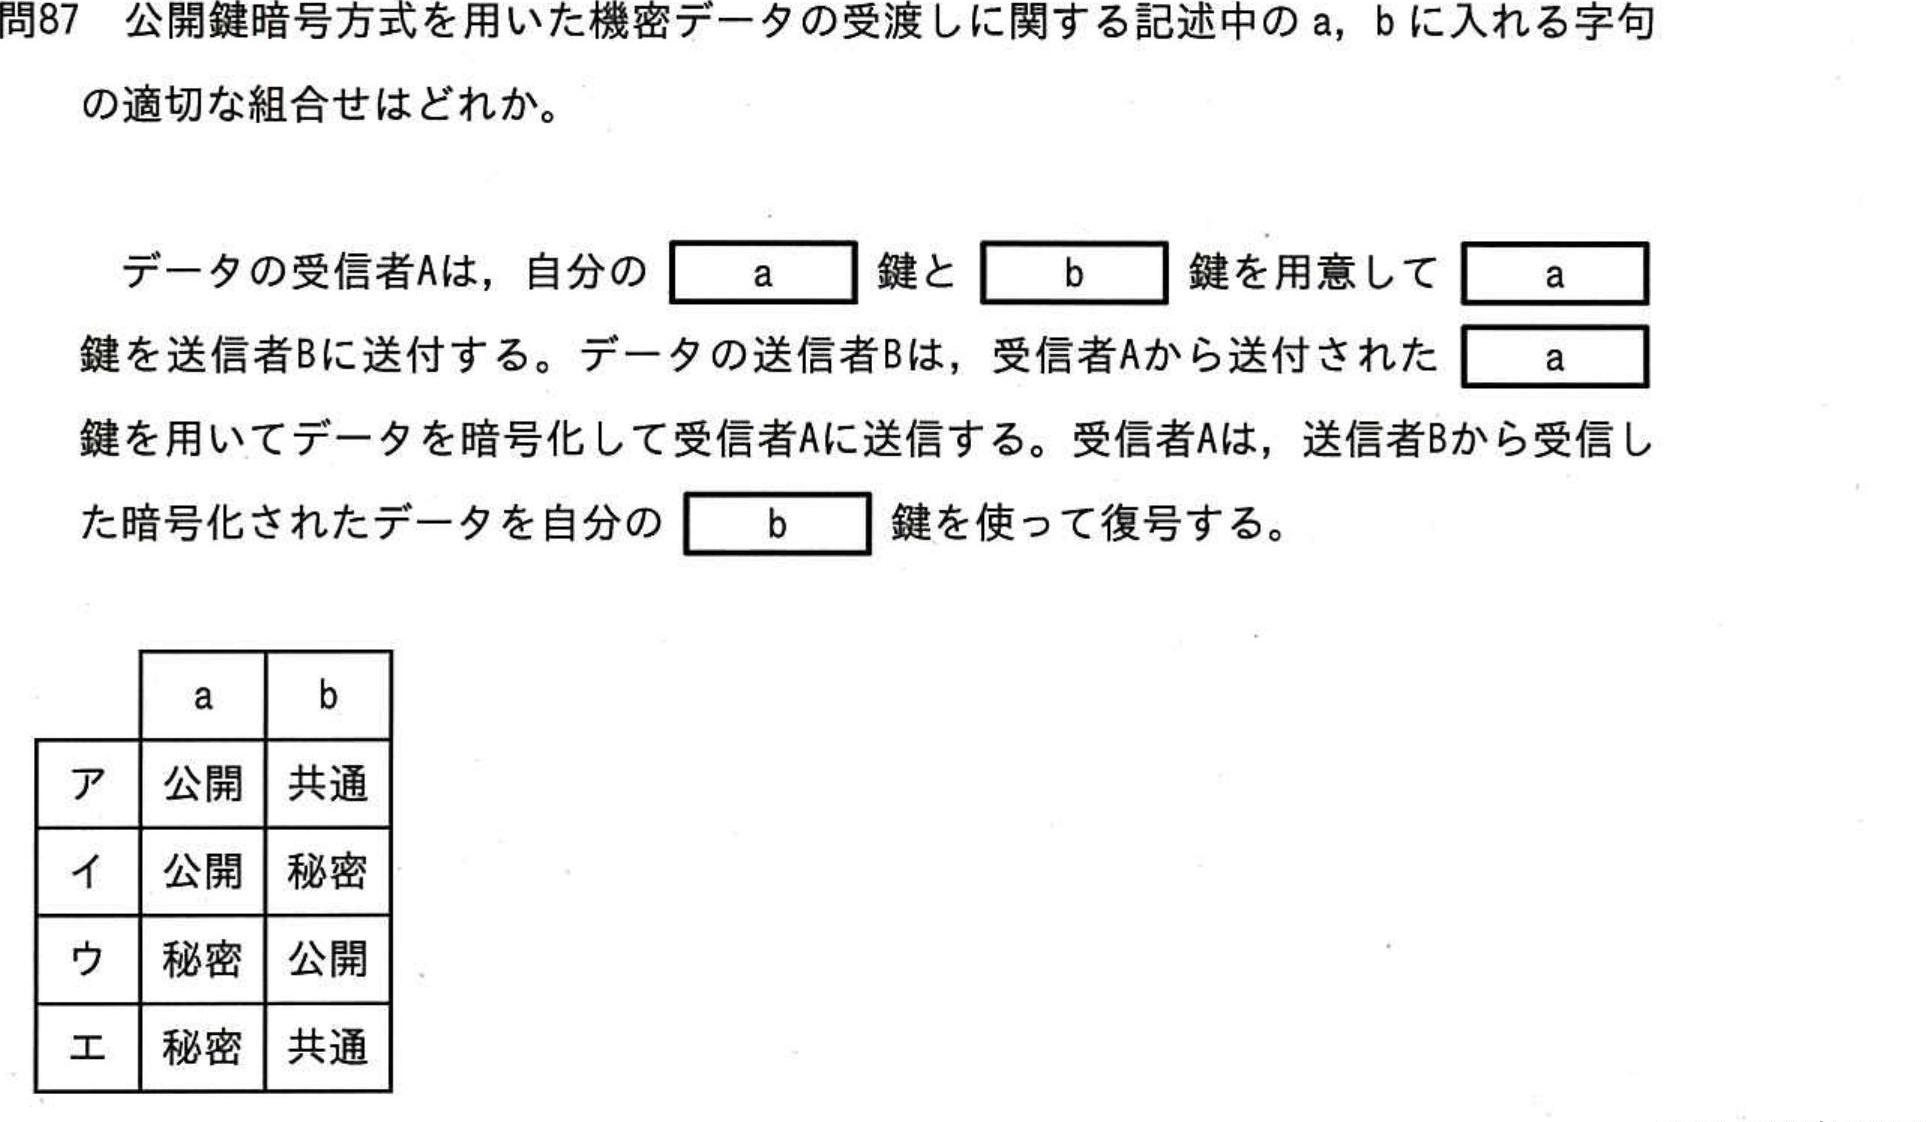 問87　公開鍵暗号方式を用いた機密データの受渡しに関する記述中の a，b に入れる字句
の適切な組合せはどれか。
データの受信者Aは，自分の a 鍵と b 鍵を用意して a
鍵を送信者Bに送付する。データの送信者Bは，受信者Aから送付された a
鍵を用いてデータを暗号化して受信者Aに送信する。受信者Aは，送信者Bから受信し
た暗号化されたデータを自分の b 鍵を使って復号する。
a b
ア 公開 共通
イ 公開 秘密
ウ 秘密 公開
エ 秘密 共通